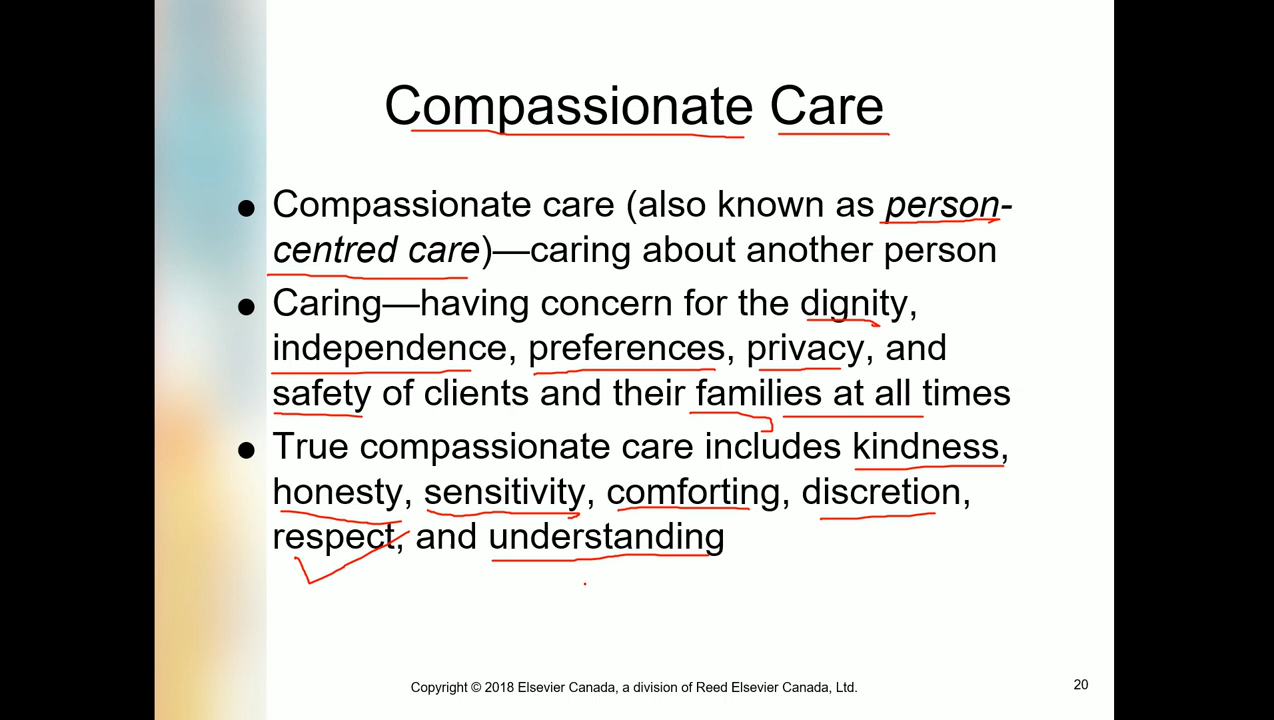 Compassionate Care
● Compassionate care (also known as person-
centred care)—caring about another person
● Caring—having concern for the dignity,
independence, preferences, privacy, and
safety of clients and their families at all times
● True compassionate care includes kindness,
honesty, sensitivity, comforting, discretion,
respect, and understanding
Copyright © 2018 Elsevier Canada, a division of Reed Elsevier Canada, Ltd.
20